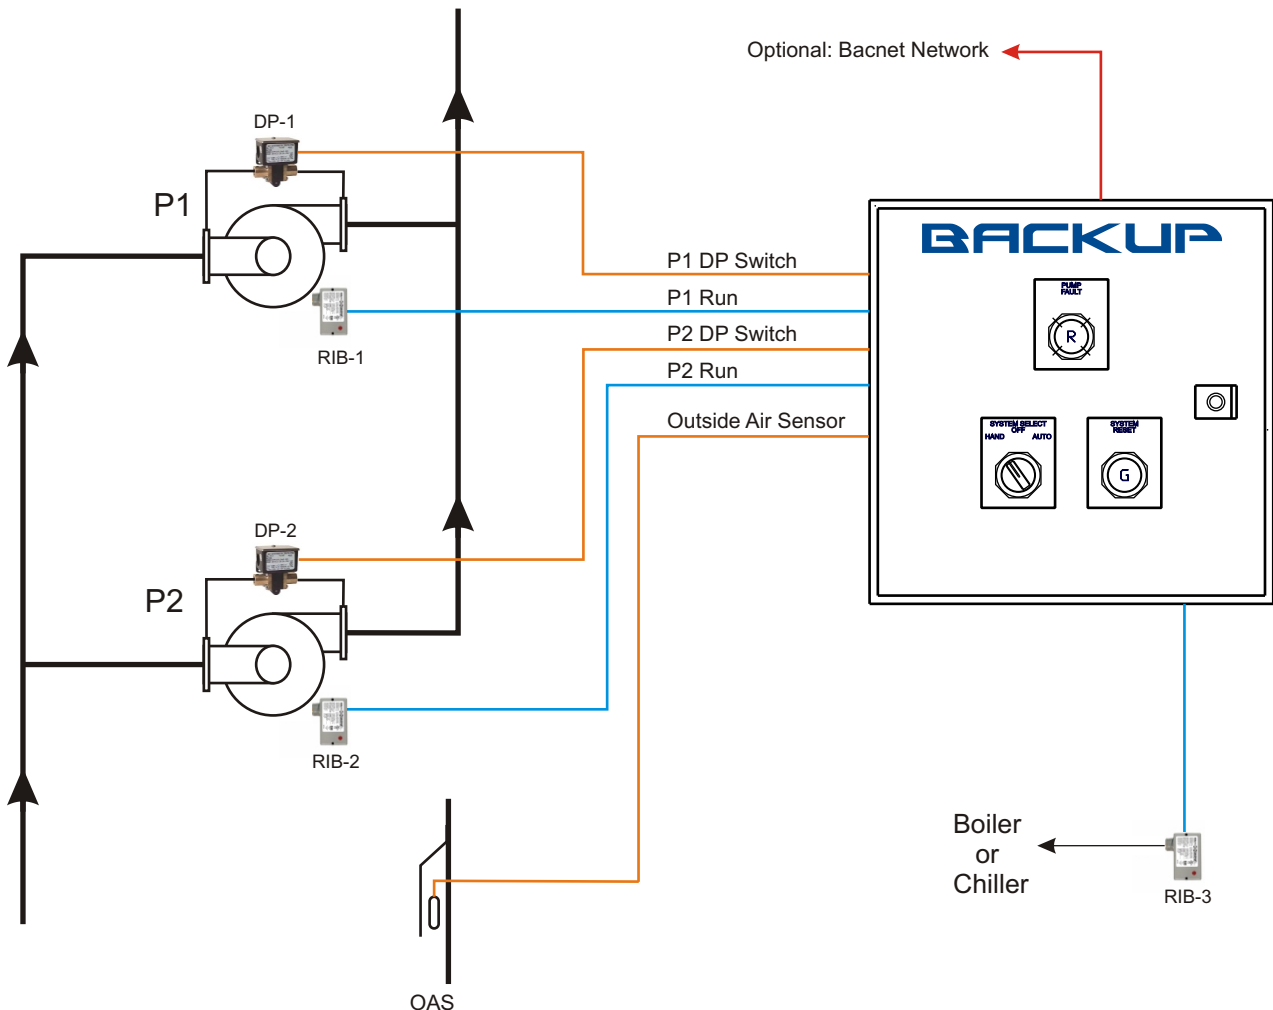 Optional: Bacnet Network
DP-1
P1
BACKUP
P1 DP Switch
PUMP
FAULT
R
P1 Run
P2 DP Switch
RIB-1
P2 Run
Outside Air Sensor
SYSTEM SELECT
OFF
HAND AUTO
SYSTEM
RESET
G
DP-2
P2
RIB-2
Boiler
or
Chiller
RIB-3
OAS